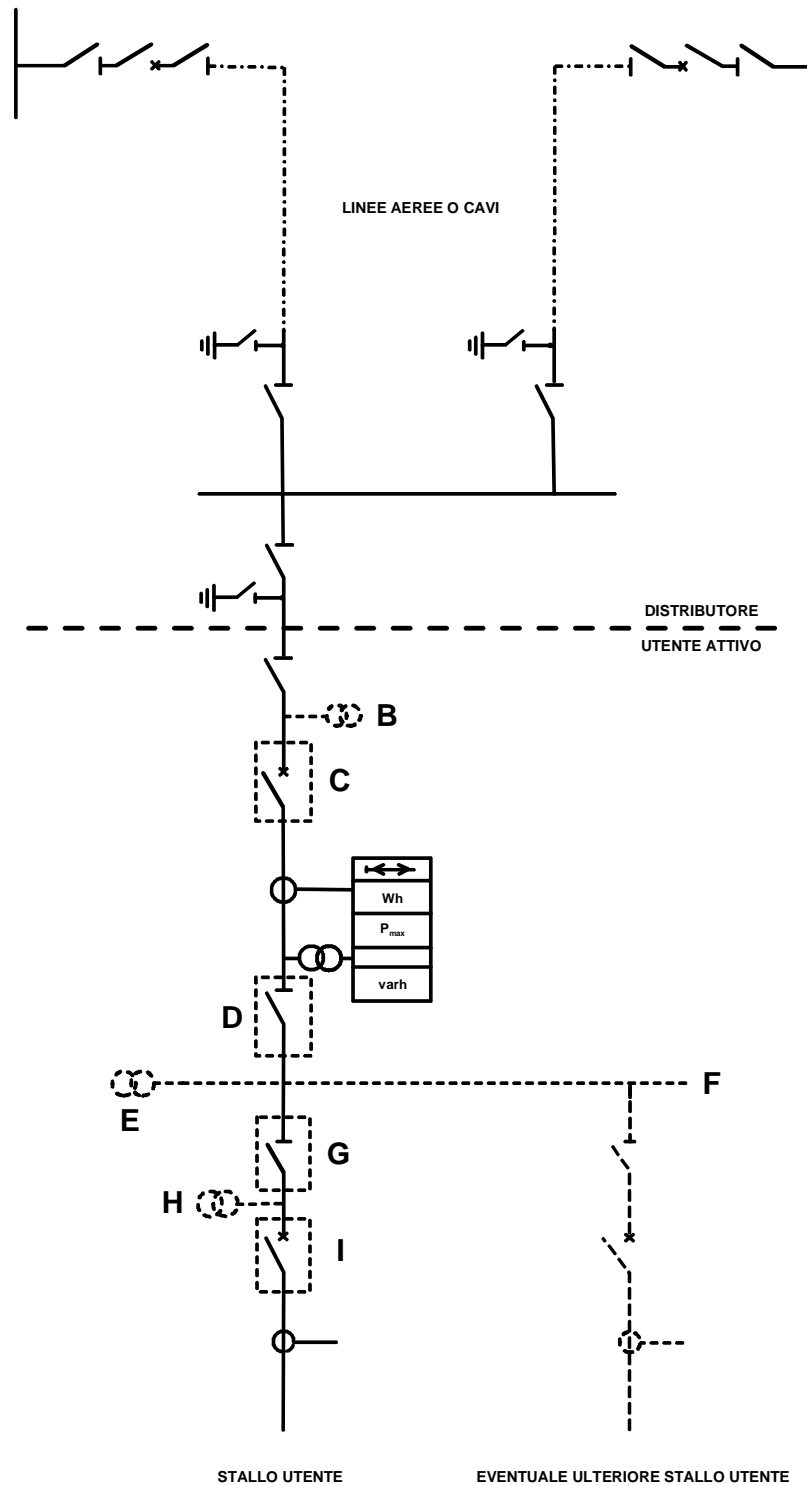 LINEE AEREE O CAVI
DISTRIBUTORE
UTENTE ATTIVO
B
C
Wh
Pmax
varh
D
E
F
G
H
I
STALLO UTENTE
EVENTUALE ULTERIORE STALLO UTENTE